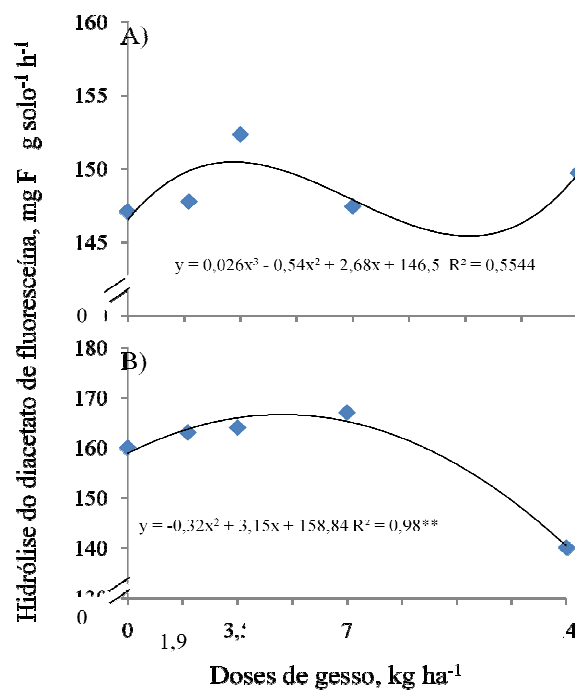 Hidrólise do diacetato de fluoresceína, mg F g solo⁻¹ h⁻¹
A)
160
155
150
145
0
y = 0,026x³ - 0,54x² + 2,68x + 146,5 R² = 0,5544
B)
180
170
160
150
140
0
y = -0,32x² + 3,15x + 158,84 R² = 0,98**
0 1,9 7
Doses de gesso, kg ha⁻¹